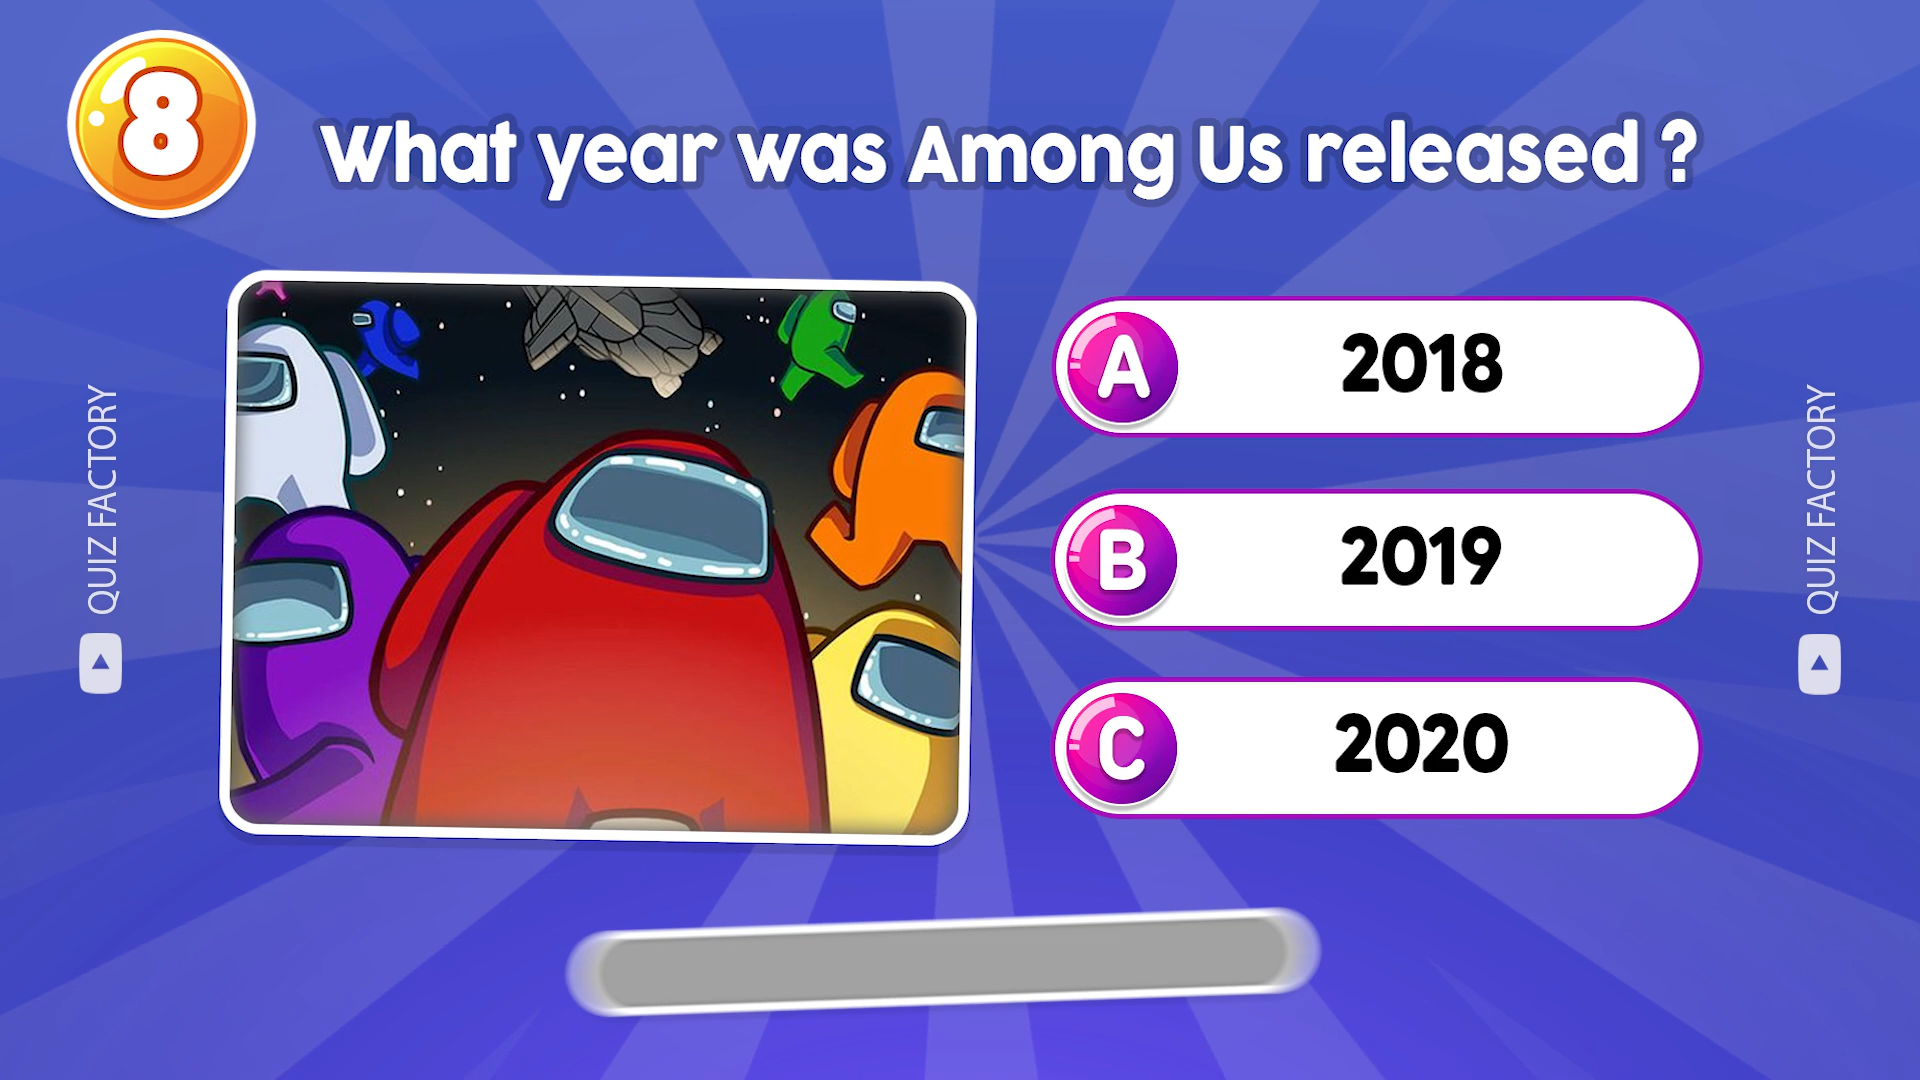 8
What year was Among Us released ?
A 2018
B 2019
C 2020
QUIZ FACTORY
QUIZ FACTORY